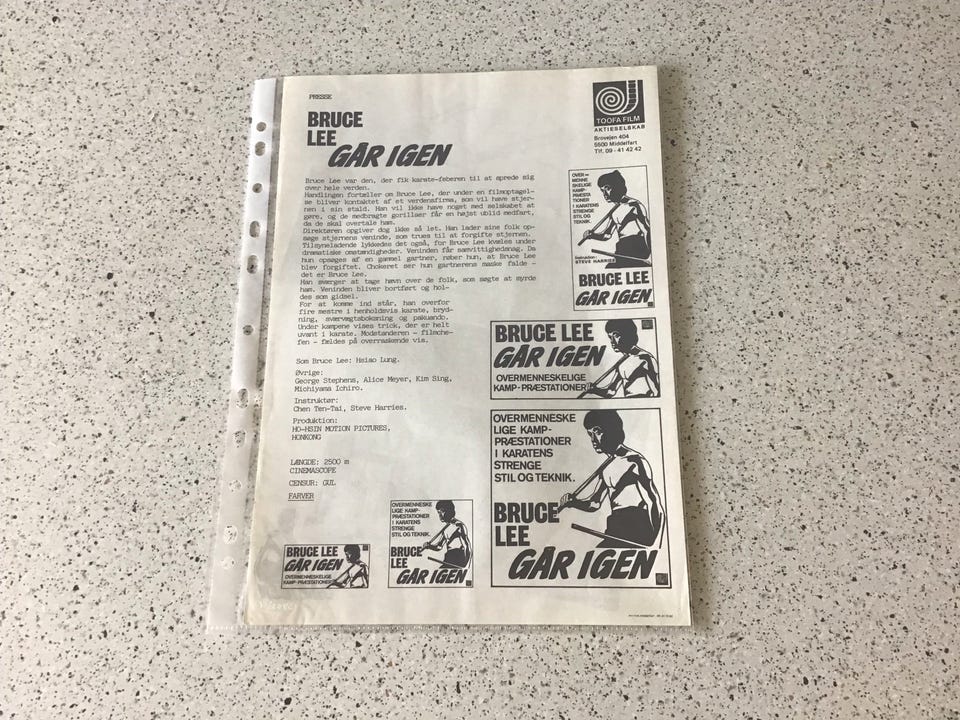 PRESSE
BRUCE
LEE
GÅR IGEN
TOOFA FILM
AKTIESELSKAB
Brovejen 404
5500 Middelfart
Tlf. 09 - 41 42 42
Bruce Lee var den, der fik karate-feberen til at sprede sig
over hele verden.
Handlingen fortæller om Bruce Lee, der under en filmoptagel-
se bliver kontaktet af et verdensfirma, som vil have stjer-
nen i sin stald. Han vil ikke have noget med selskabet at
gøre, og de medbragte gorillaer får en højst ublid medfart,
da de skal overtale ham.
Direktøren opgiver dog ikke så let. Han lader sine folk op-
søge stjernens veninde, som trues til at forgifte stjernen.
Tilsyneladende lykkedes det også, for Bruce Lee kvæles under
dramatiske omstændigheder. Veninden får samvittighedsnag. Da
hun opsøges af en gammel gartner, røber hun, at Bruce Lee
blev forgiftet. Chokeret ser hun gartnerens maske falde -
det er Bruce Lee.
Han sværger at tage hævn over de folk, som søgte at myrde
ham. Veninden bliver bortført og hol-
des som gidsel.
For at komme ind står, han overfor
fire mestre i henholdsvis karate, bryd-
ning, sværvægtsboksning og pakuando.
Under kampene vises trick, der er helt
uvant i karate. Modstanderen - filmche-
fen - fældes på overraskende vis.
Som Bruce Lee: Hsiao Lung.
Øvrige:
George Stephens, Alice Meyer, Kim Sing,
Michiyama Ichiro.
Instruktør:
Chen Ten-Tai, Steve Harries.
Produktion:
HO-HSIN MOTION PICTURES,
HONKONG
LÆNGDE: 2500 m
CINEMASCOPE
CENSUR: GUL
FARVER
OVER-
MENNE
SKELIGE
KAMP-
PRÆSTA-
TIONER
I KARATENS
STRENGE
STIL OG
TEKNIK.
Instruktion:
STEVE HARRIES
BRUCE LEE
GÅR IGEN
BRUCE LEE
GÅR IGEN
OVERMENNESKELIGE
KAMP-PRÆSTATIONER
OVERMENNESKE
LIGE KAMP-
PRÆSTATIONER
I KARATENS
STRENGE
STIL OG TEKNIK.
BRUCE
LEE
GÅR IGEN
BRUCE LEE
GÅR IGEN
OVERMENNESKELIGE
KAMP-PRÆSTATIONER
OVERMENNESKE
LIGE KAMP-
PRÆSTATIONER
I KARATENS
STRENGE
STIL OG TEKNIK.
BRUCE
LEE
GÅR IGEN